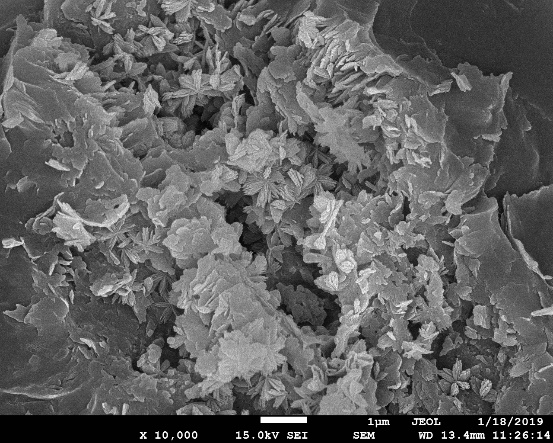 1μm JEOL 1/18/2019
X 10,000 15.0kV SEI SEM WD 13.4mm 11:26:14